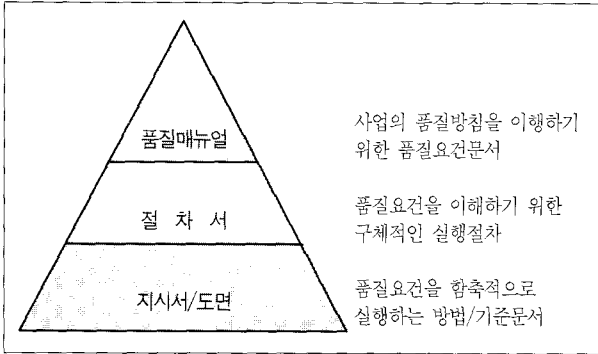 품질매뉴얼
사업의 품질방침을 이행하기
위한 품질요건문서
절 차 서
품질요건을 이해하기 위한
구체적인 실행절차
지시서/도면
품질요건을 함축적으로
실행하는 방법/기준문서